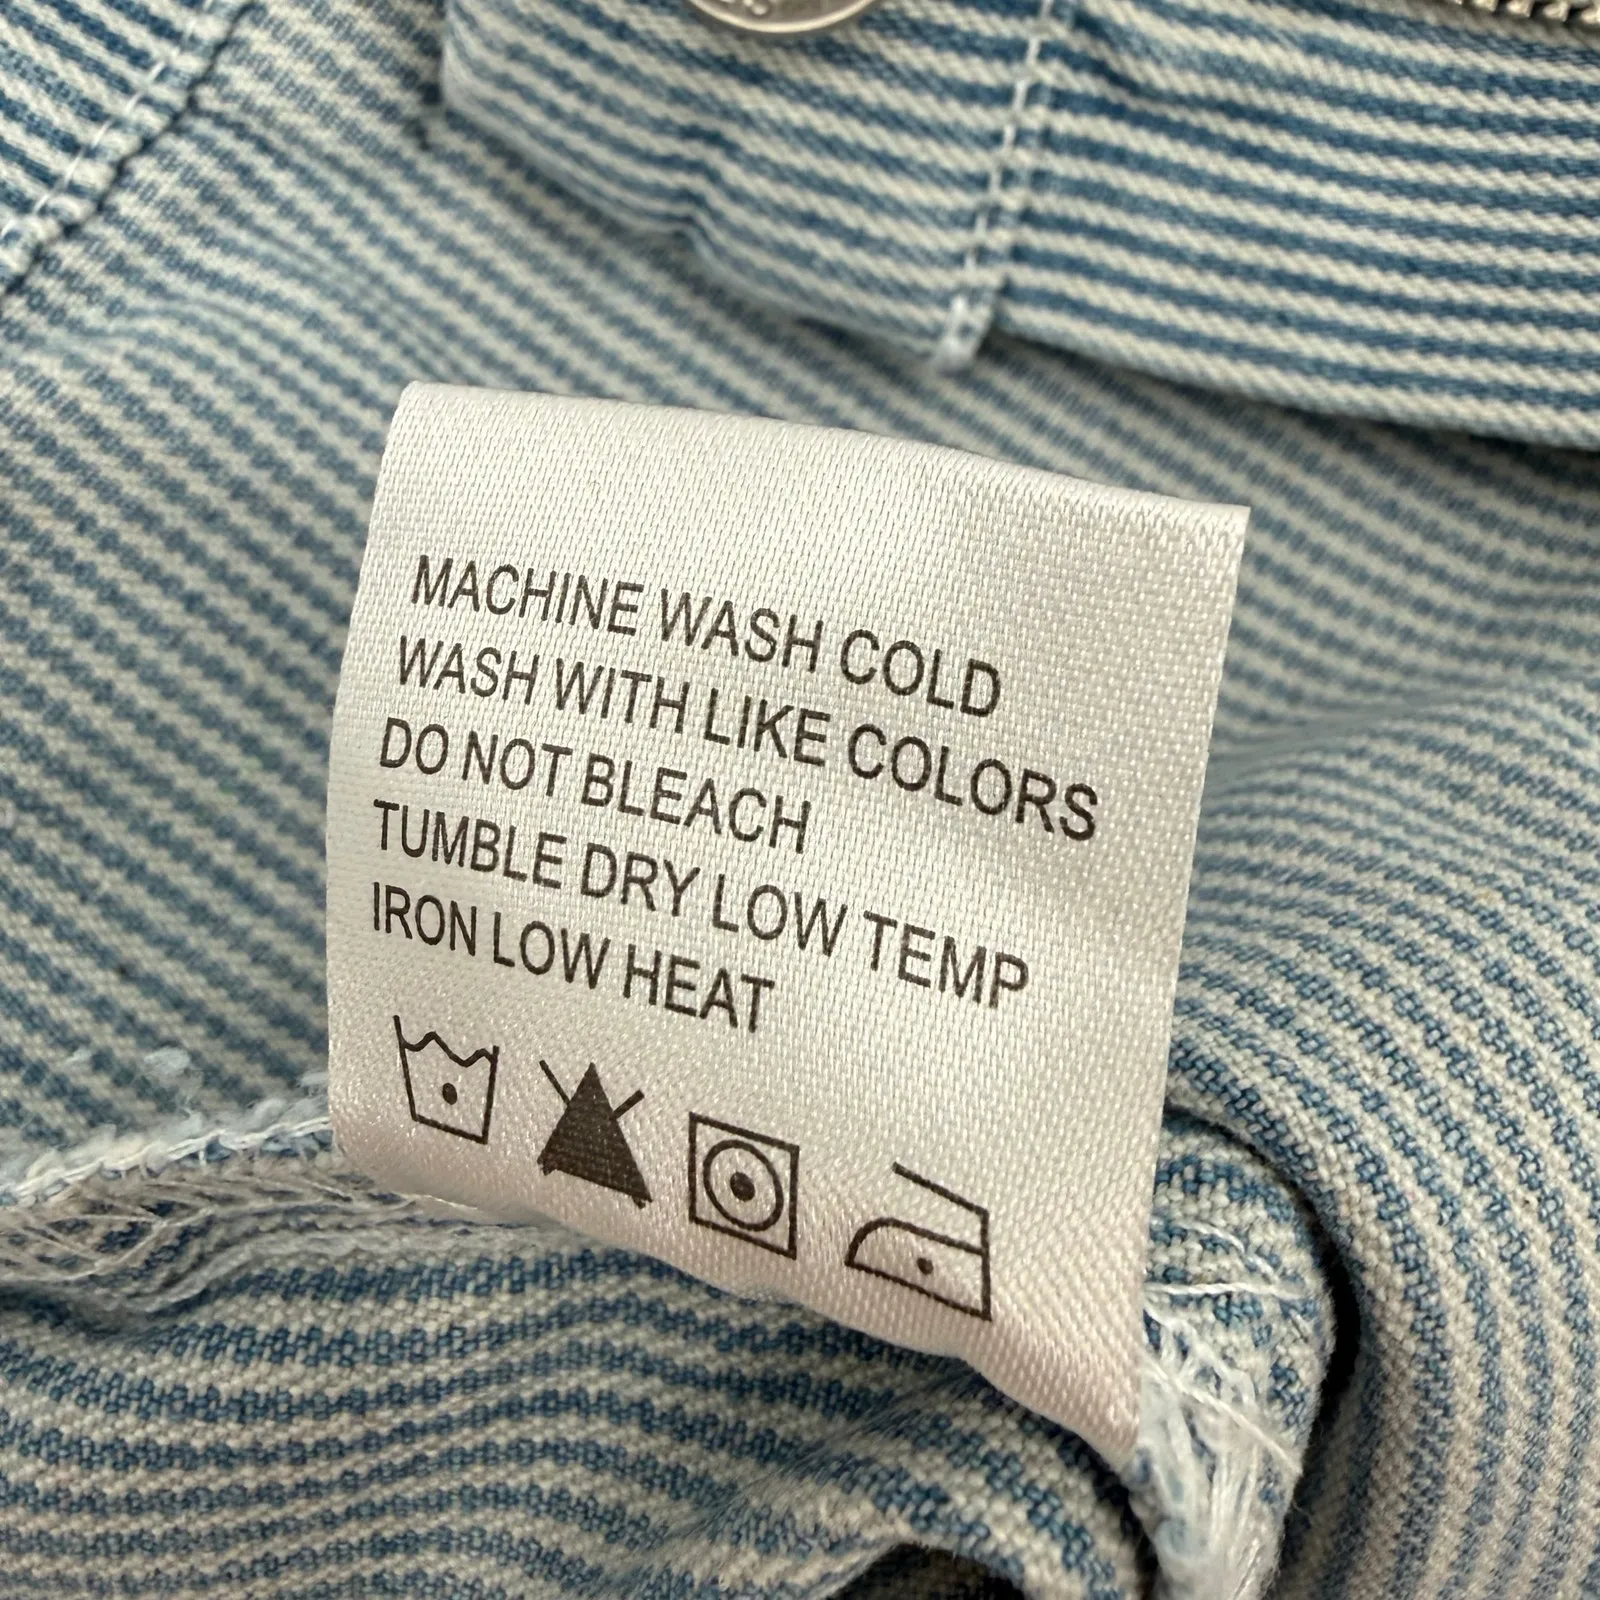 MACHINE WASH COLD
WASH WITH LIKE COLORS
DO NOT BLEACH
TUMBLE DRY LOW TEMP
IRON LOW HEAT